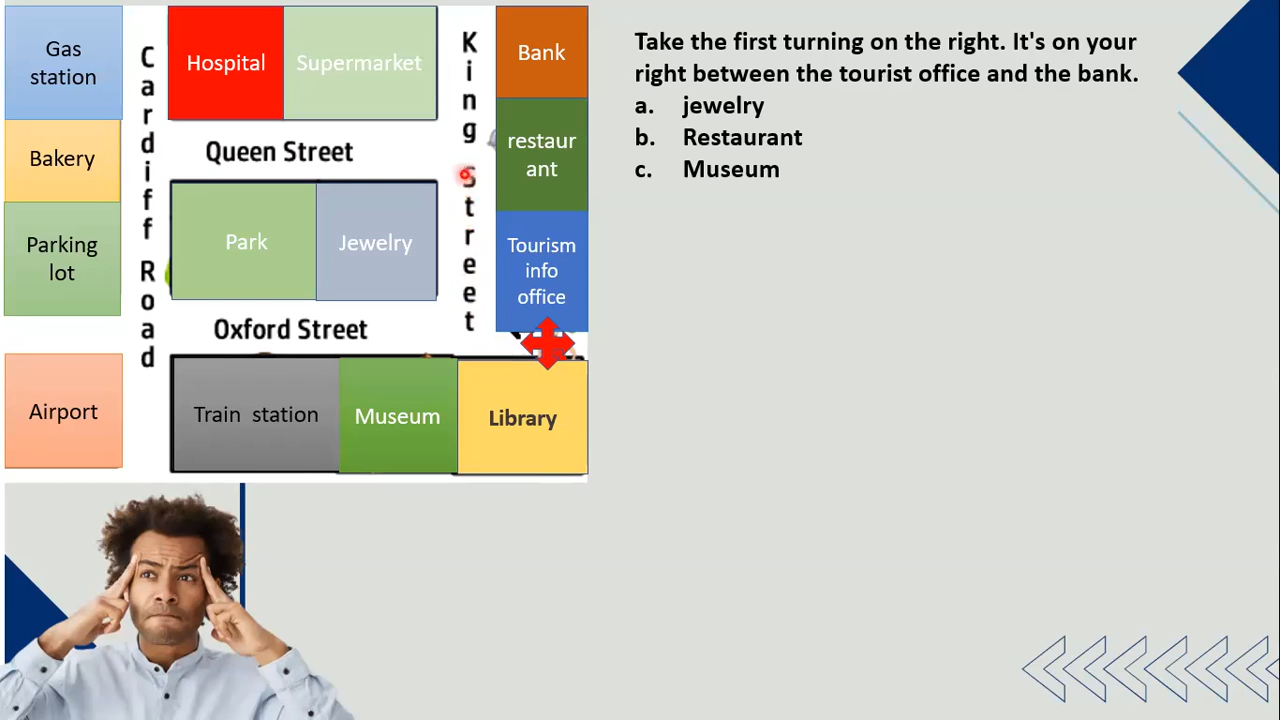 Gas
station
Bakery
Parking
lot
Airport
Cardiff Road
Hospital
Supermarket
Queen Street
Park
Jewelry
Oxford Street
Train station
Museum
Library
King Street
Bank
restaur
ant
Tourism
info
office
Take the first turning on the right. It's on your
right between the tourist office and the bank.
a. jewelry
b. Restaurant
c. Museum